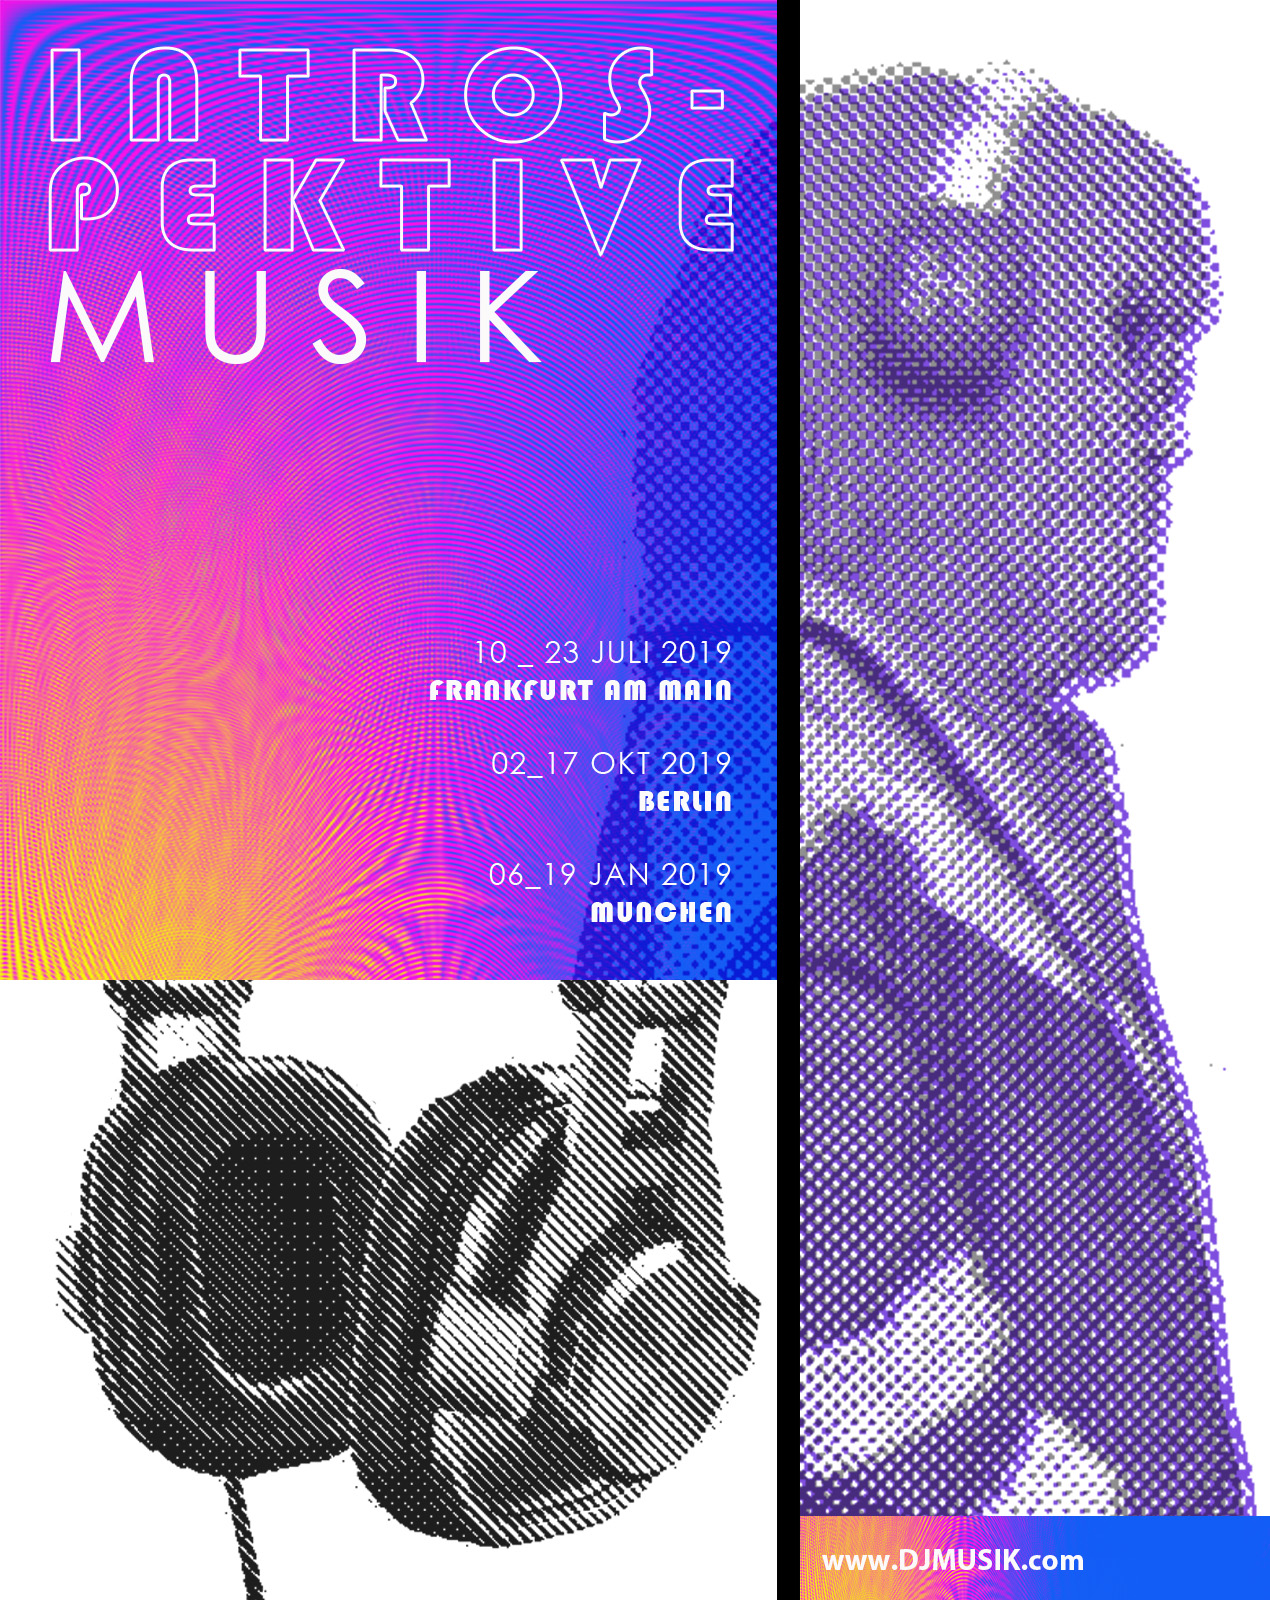 INTROS-
PEKTIVE
MUSIK
10 _ 23 JULI 2019
FRANKFURT AM MAIN
02_17 OKT 2019
BERLIN
06_19 JAN 2019
MUNCHEN
www.DJMUSIK.com